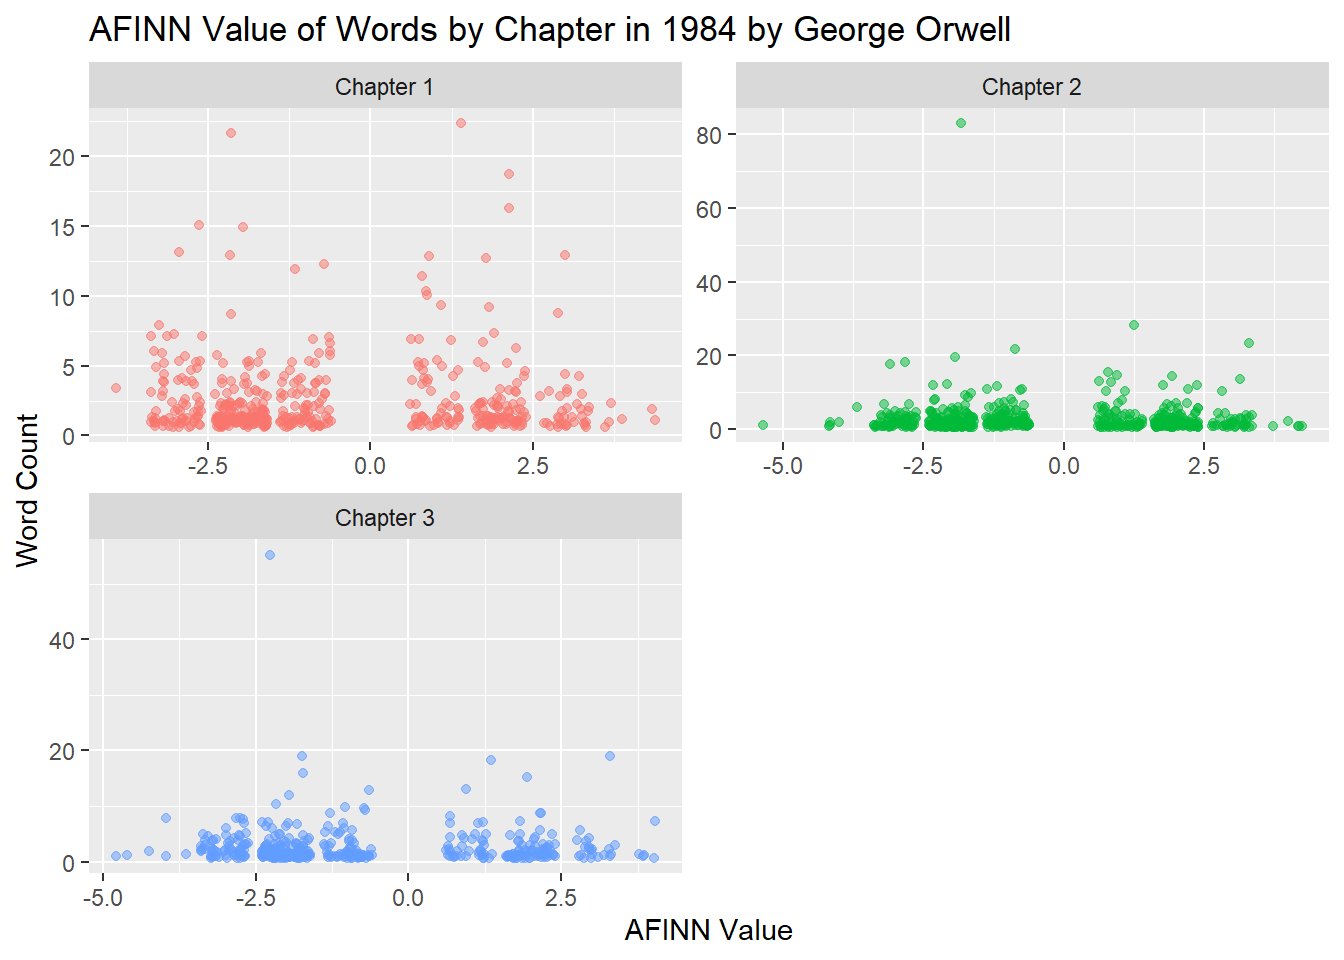 AFINN Value of Words by Chapter in 1984 by George Orwell
Chapter 1
20
15
10
5
0
-2.5 0.0 2.5
Chapter 2
80
60
40
20
0
-5.0 -2.5 0.0 2.5
Word Count
Chapter 3
40
20
0
-5.0 -2.5 0.0 2.5
AFINN Value